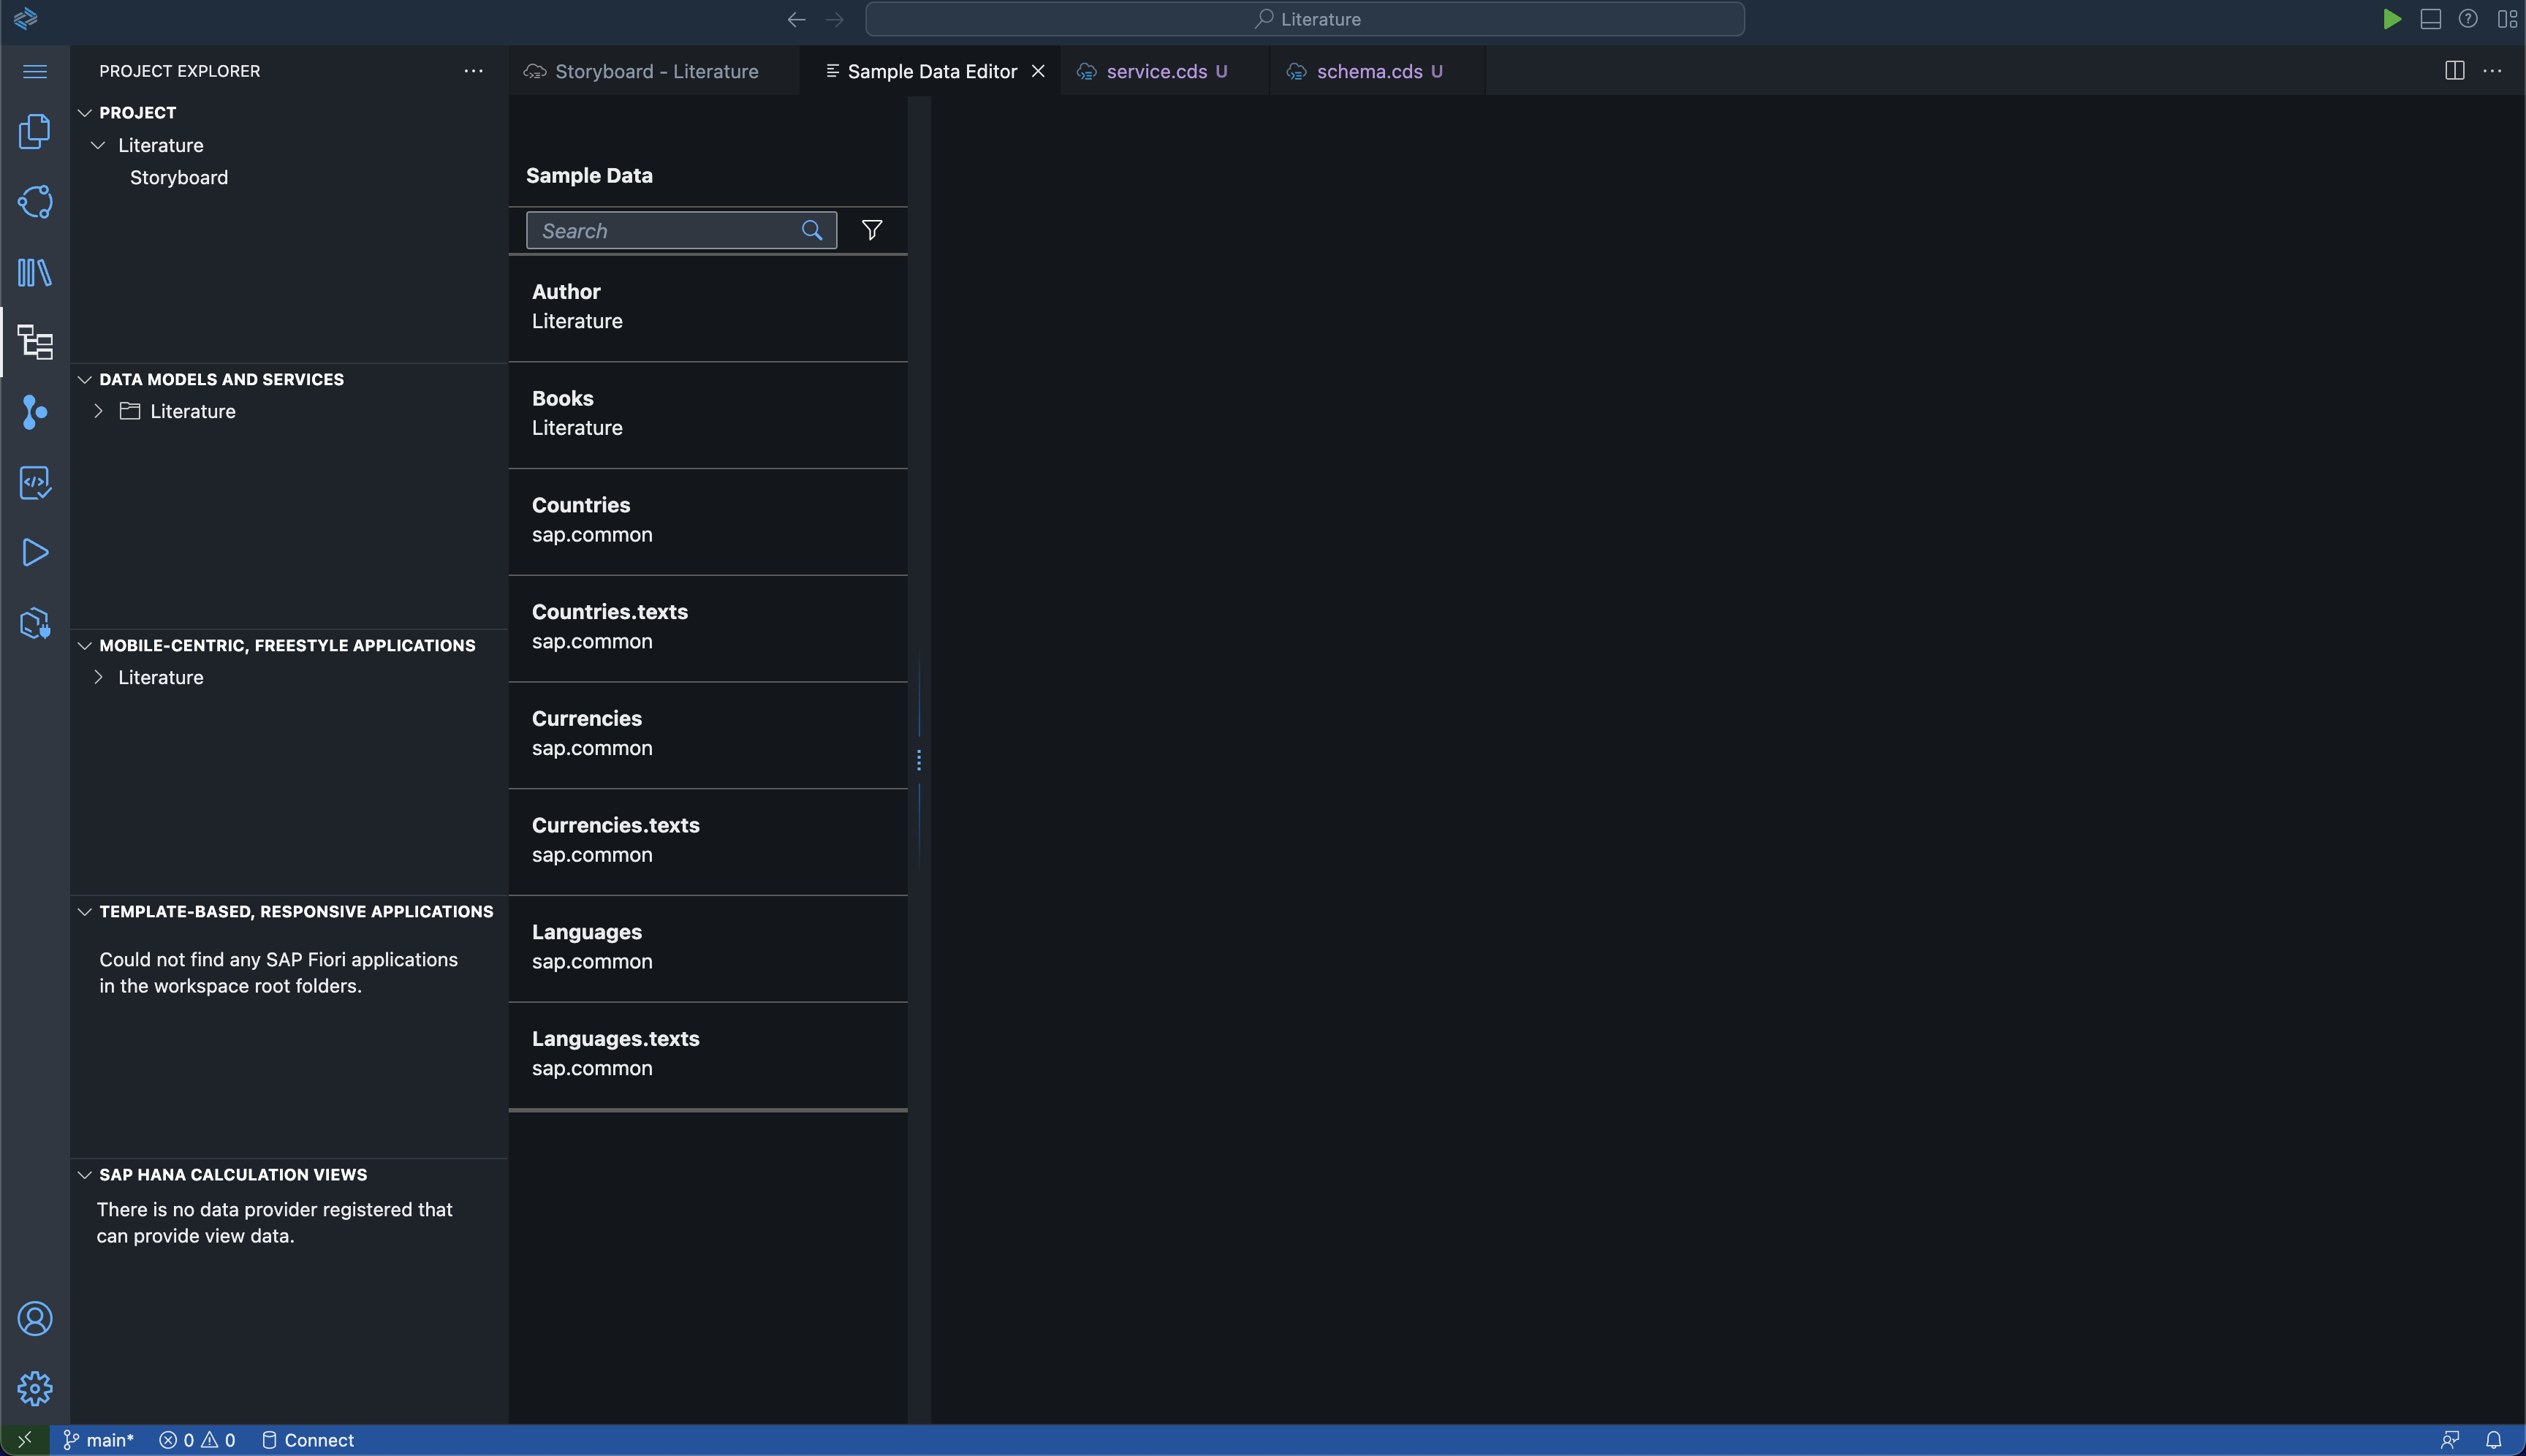 Literature
PROJECT EXPLORER
PROJECT
Literature
Storyboard
DATA MODELS AND SERVICES
Literature
MOBILE-CENTRIC, FREESTYLE APPLICATIONS
Literature
TEMPLATE-BASED, RESPONSIVE APPLICATIONS
Could not find any SAP Fiori applications
in the workspace root folders.
SAP HANA CALCULATION VIEWS
There is no data provider registered that
can provide view data.
Storyboard - Literature
Sample Data Editor
service.cds U
schema.cds U
Sample Data
Search
Author
Literature
Books
Literature
Countries
sap.common
Countries.texts
sap.common
Currencies
sap.common
Currencies.texts
sap.common
Languages
sap.common
Languages.texts
sap.common
main* 0 0 Connect